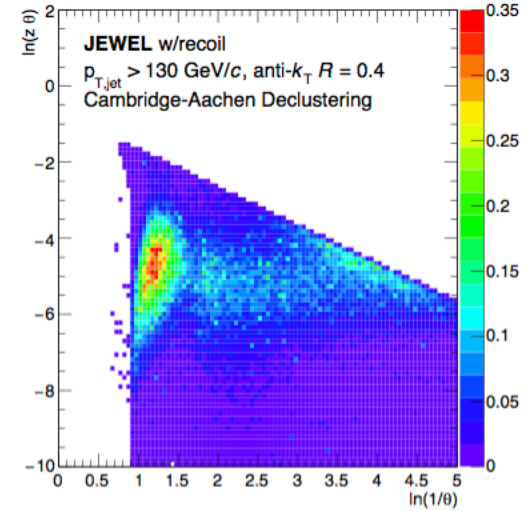 ln(z θ)
2
0
−2
−4
−6
−8
−10
JEWEL w/recoil
p_T,jet > 130 GeV/c, anti-k_T R = 0.4
Cambridge-Aachen Declustering
0.35
0.3
0.25
0.2
0.15
0.1
0.05
0
0 0.5 1 1.5 2 2.5 3 3.5 4 4.5 5
ln(1/θ)